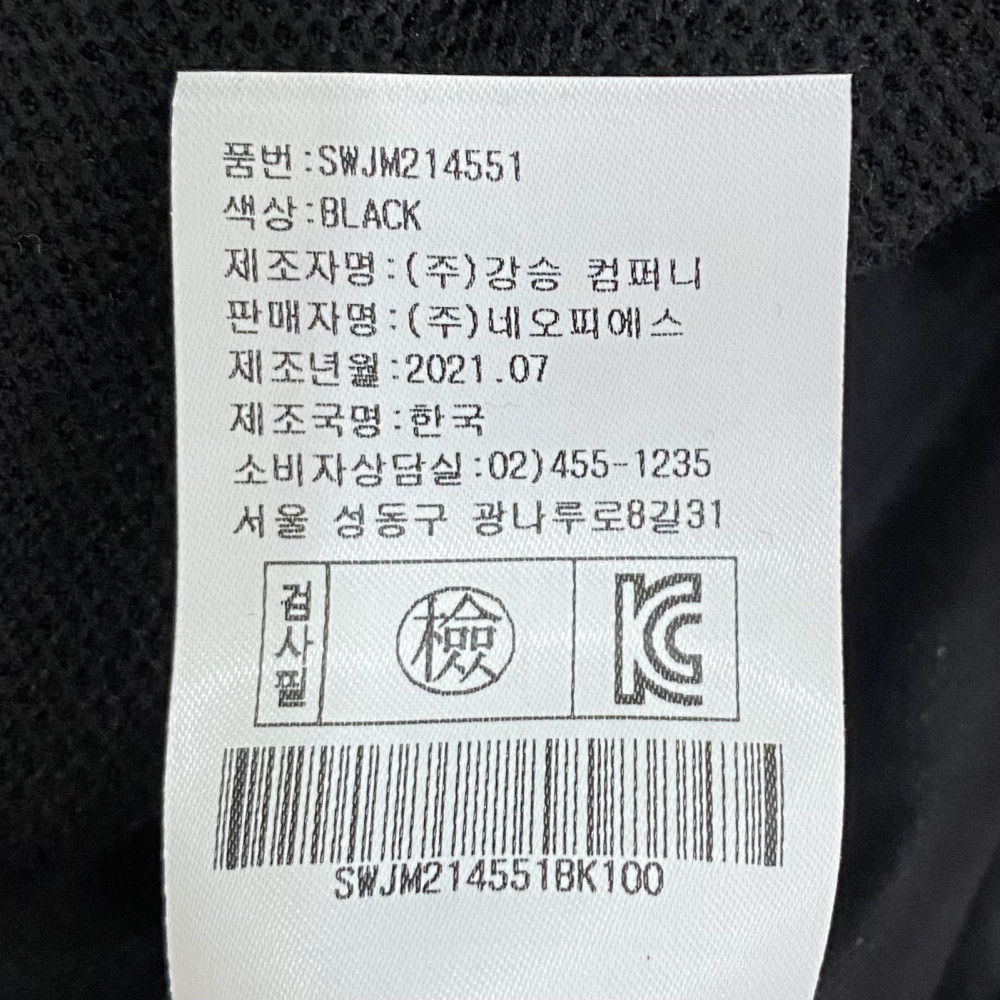 품번:SWJM214551
색상:BLACK
제조자명:(주)강승 컴퍼니
판매자명:(주)네오피에스
제조년월:2021.07
제조국명:한국
소비자상담실:02)455-1235
서울 성동구 광나루로8길31
검사필
檢
KC
SWJM214551BK100